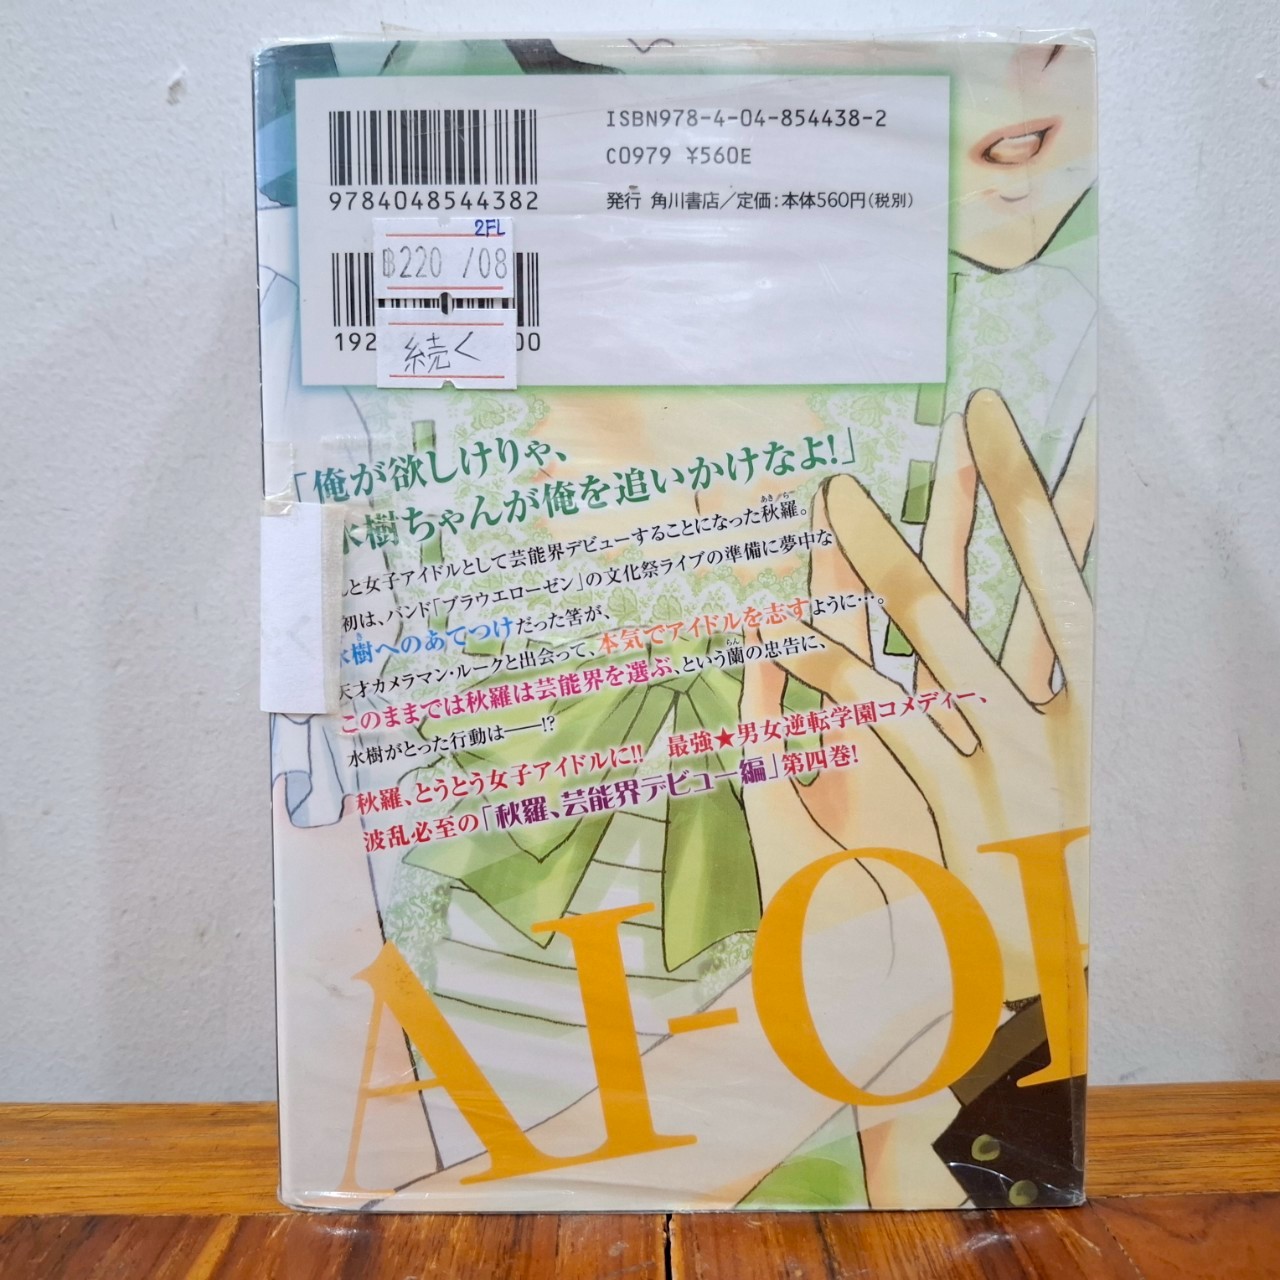 ISBN978-4-04-854438-2
C0979 ¥560E
発行 角川書店/定価:本体560円(税別)
9784048544382
2FL
฿220 /08
192
00
続く
「俺が欲しけりゃ、
水樹ちゃんが俺を追いかけなよ!」
と女子アイドルとして芸能界デビューすることになった秋羅。
あきら
初は、バンド「ブラウエローゼン」の文化祭ライブの準備に夢中な
水樹へのあてつけだった筈が、
き
天才カメラマン・ルークと出会って、本気でアイドルを志すように…。
このままでは秋羅は芸能界を選ぶ、という蘭の忠告に、
らん
水樹がとった行動は――!?
秋羅、とうとう女子アイドルに!! 最強★男女逆転学園コメディー、
波乱必至の「秋羅、芸能界デビュー編」第四巻!
AI-O